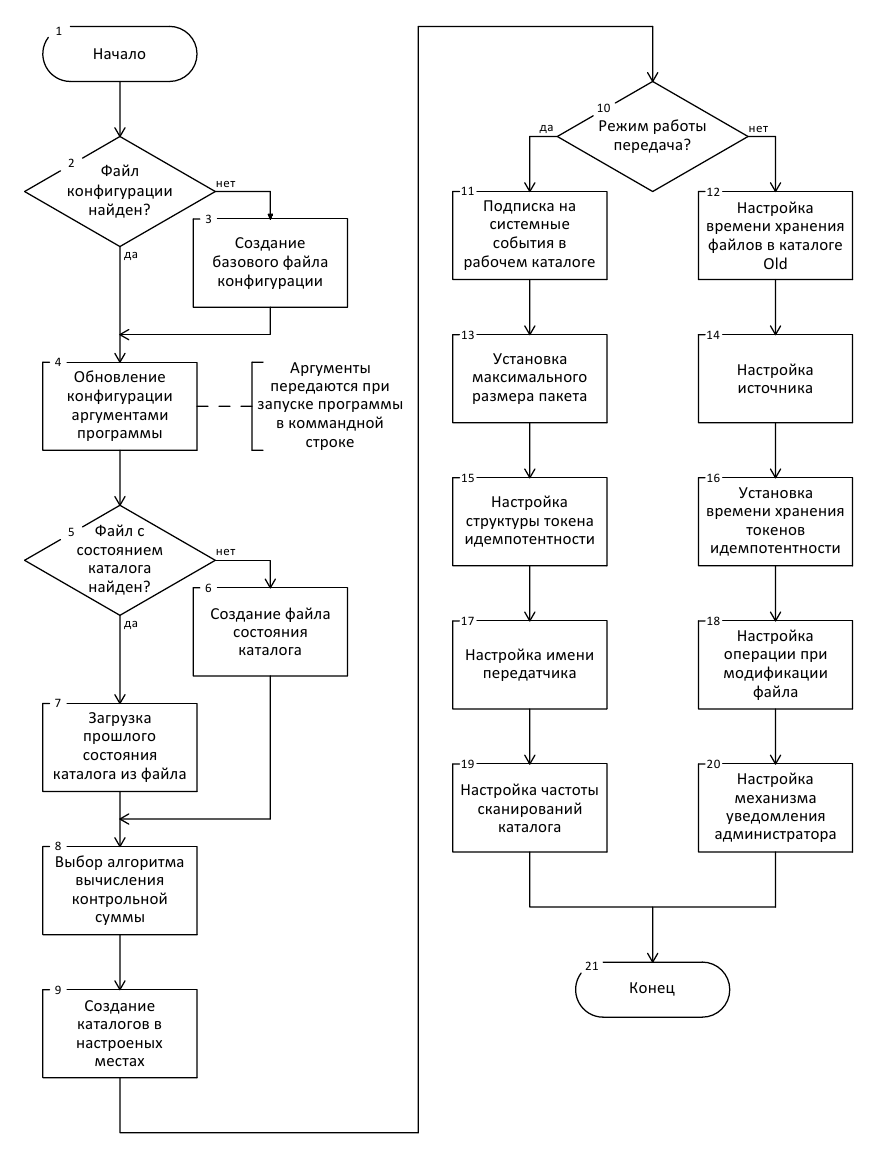 1
Начало
2
Файл
конфигурации
найден?
нет
да
3
Создание
базового файла
конфигурации
4
Обновление
конфигурации
аргументами
программы
Аргументы
передаются при
запуске программы
в коммандной
строке
5
Файл с
состоянием
каталога
найден?
нет
да
6
Создание файла
состояния
каталога
7
Загрузка
прошлого
состояния
каталога из файла
8
Выбор алгоритма
вычисления
контрольной
суммы
9
Создание
каталогов в
настроеных
местах
10
Режим работы
передача?
да
нет
11
Подписка на
системные
события в
рабочем каталоге
12
Настройка
времени хранения
файлов в каталоге
Old
13
Установка
максимального
размера пакета
14
Настройка
источника
15
Настройка
структуры токена
идемпотентности
16
Установка
времени хранения
токенов
идемпотентности
17
Настройка имени
передатчика
18
Настройка
операции при
модификации
файла
19
Настройка частоты
сканирований
каталога
20
Настройка
механизма
уведомления
администратора
21
Конец